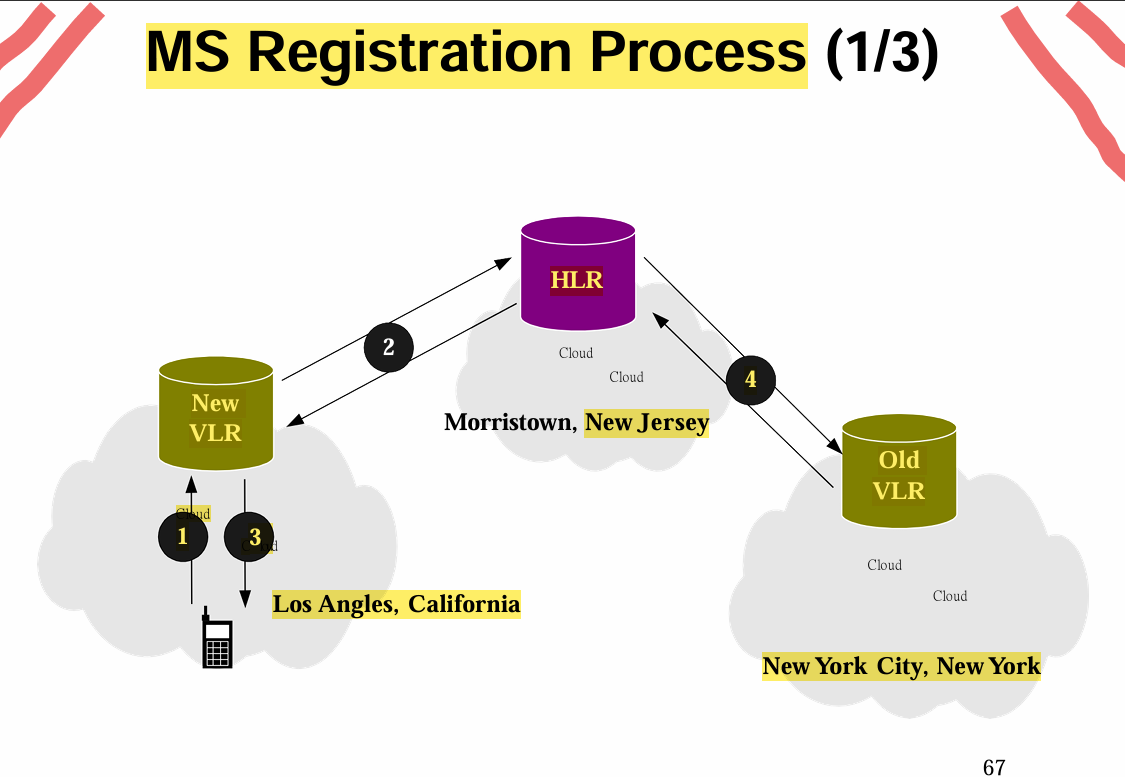 MS Registration Process (1/3)
HLR
2
Cloud
Cloud
4
New
VLR
Morristown, New Jersey
Old
VLR
Cloud
1
3
Cloud
Cloud
Los Angles, California
New York City, New York
67